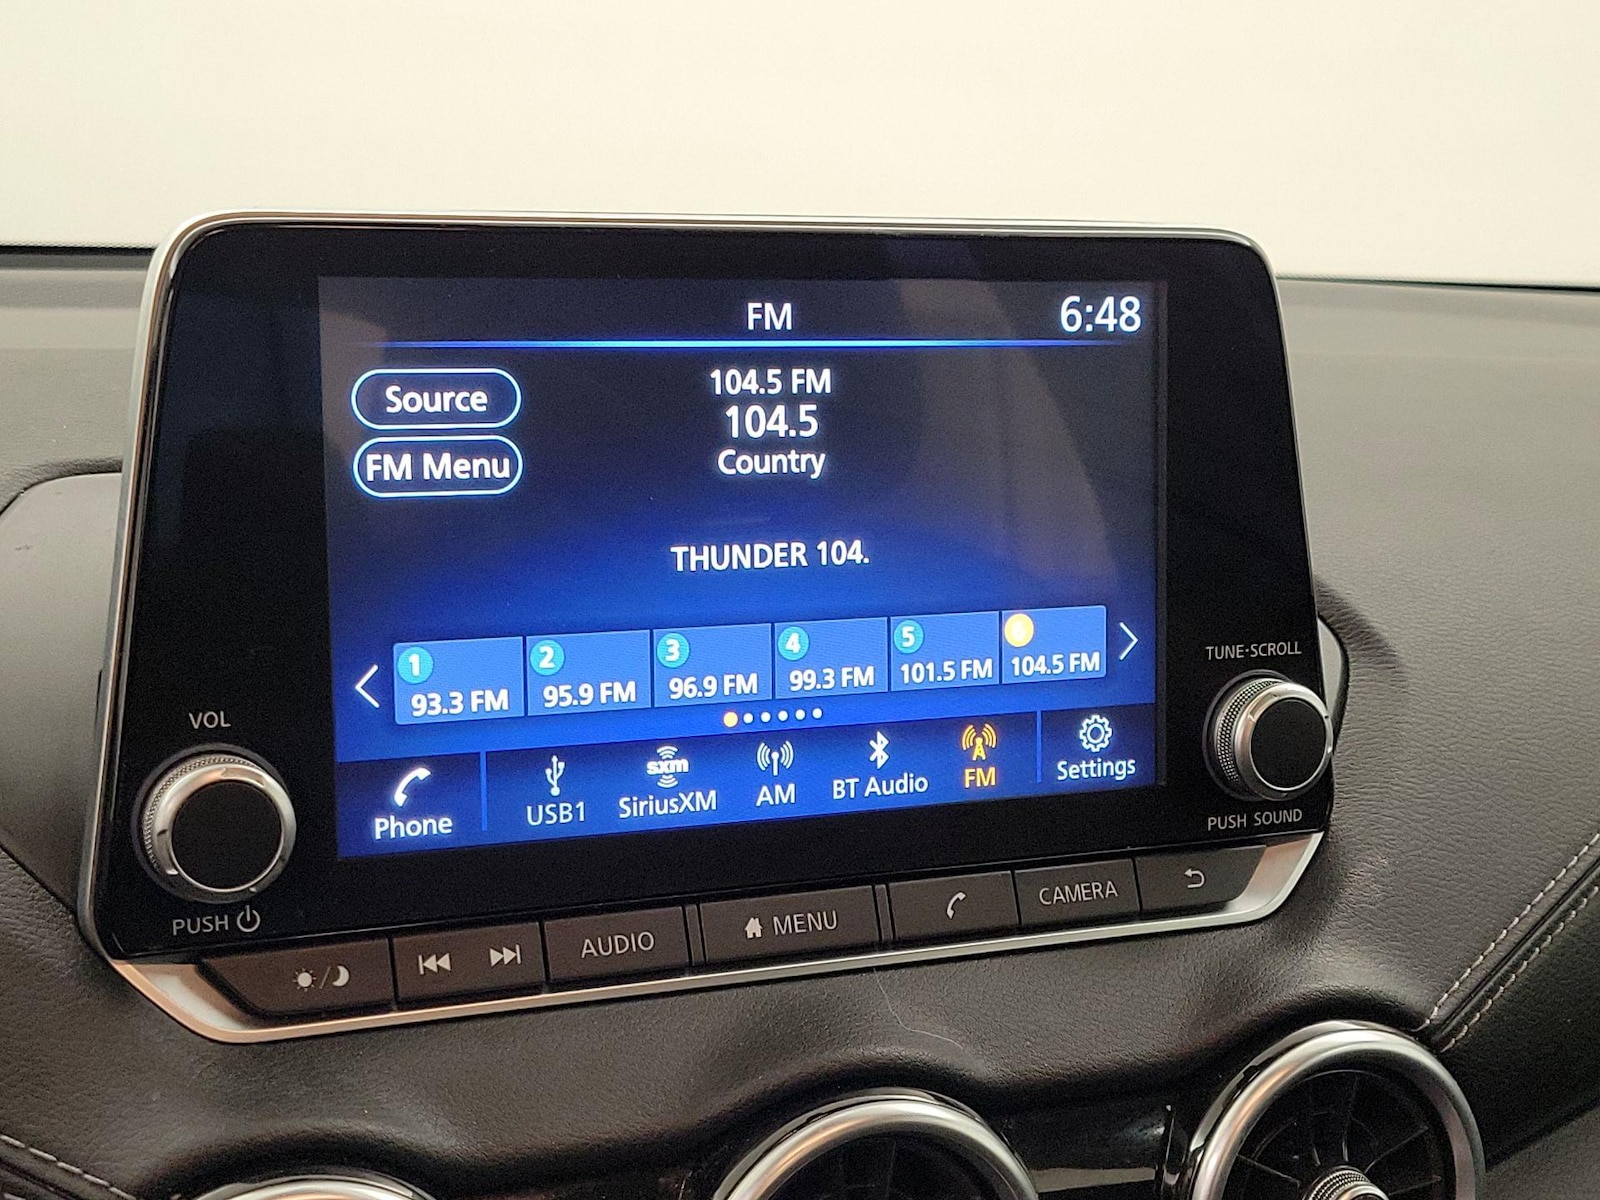 FM 6:48
Source
FM Menu
104.5 FM
104.5
Country
THUNDER 104.
1 2 3 4 5 6
93.3 FM 95.9 FM 96.9 FM 99.3 FM 101.5 FM 104.5 FM
Phone USB1 sxm SiriusXM AM BT Audio FM Settings
VOL
PUSH
TUNE·SCROLL
PUSH SOUND
AUDIO MENU CAMERA